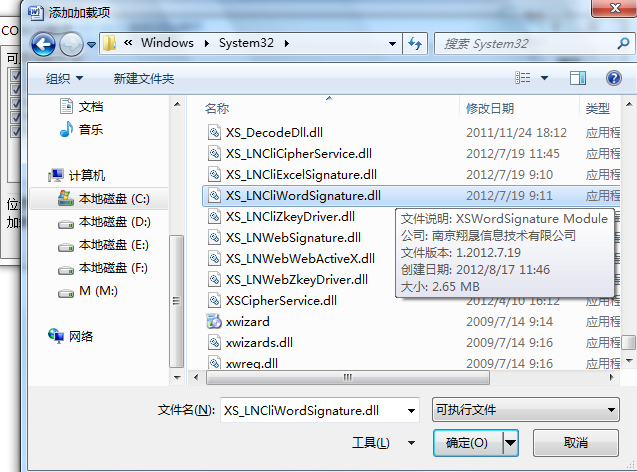 添加加载项
CO
Windows
System32
搜索 System32
组织
新建文件夹
可
文档
音乐
计算机
本地磁盘 (C:)
本地磁盘 (D:)
本地磁盘 (E:)
本地磁盘 (F:)
M (M:)
网络
位
加
名称 修改日期 类型
XS_DecodeDll.dll 2011/11/24 18:12 应用程
XS_LNCliCipherService.dll 2012/7/19 11:45 应用程
XS_LNCliExcelSignature.dll 2012/7/19 9:10 应用程
XS_LNCliWordSignature.dll 2012/7/19 9:11 应用程
XS_LNCliZkeyDriver.dll
XS_LNWebSignature.dll
XS_LNWebWebActiveX.dll
XS_LNWebZkeyDriver.dll
XSCipherService.dll 2012/4/10 16:12 应用程
xwizard 2009/7/14 9:14 应用程
xwizards.dll 2009/7/14 9:16 应用程
xwreg.dll 2009/7/14 9:16 应用程
文件说明: XSWordSignature Module
公司: 南京翔晟信息技术有限公司
文件版本: 1.2012.7.19
创建日期: 2012/8/17 11:46
大小: 2.65 MB
文件名(N): XS_LNCliWordSignature.dll
可执行文件
工具(L)
确定(O)
取消